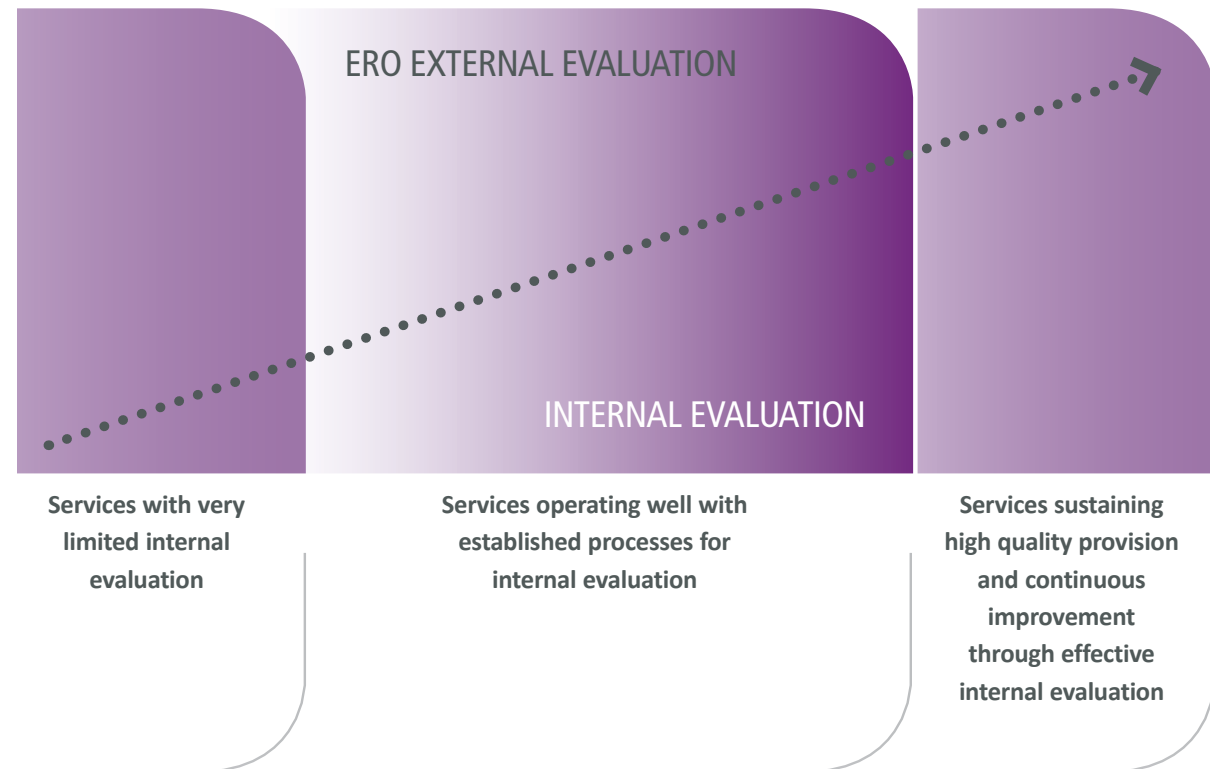 ERO EXTERNAL EVALUATION
INTERNAL EVALUATION
Services with very
limited internal
evaluation
Services operating well with
established processes for
internal evaluation
Services sustaining
high quality provision
and continuous
improvement
through effective
internal evaluation